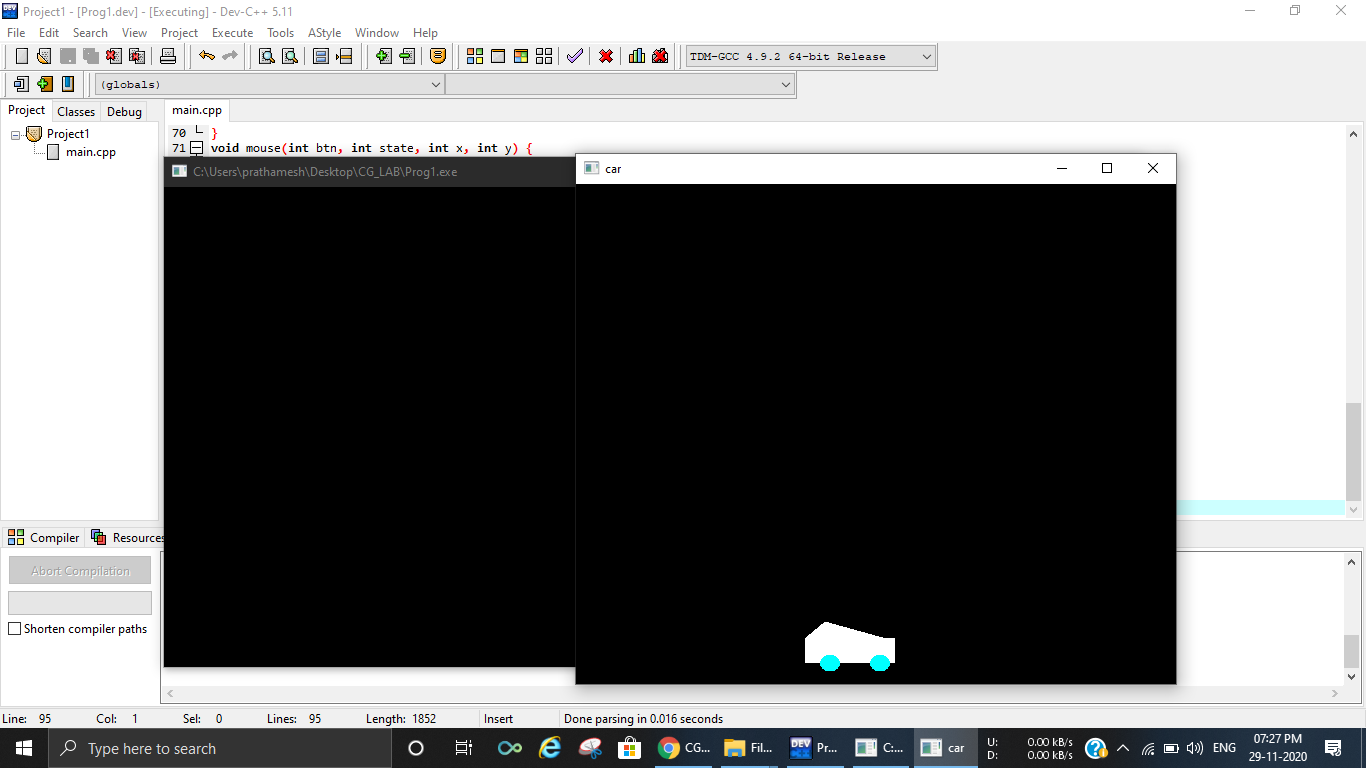 Project1 - [Prog1.dev] - [Executing] - Dev-C++ 5.11
File Edit Search View Project Execute Tools AStyle Window Help
TDM-GCC 4.9.2 64-bit Release
(globals)
Project Classes Debug
main.cpp
Project1
main.cpp
70 }
71 void mouse(int btn, int state, int x, int y) {
C:\Users\prathamesh\Desktop\CG_LAB\Prog1.exe
car
Compiler Resources
Abort Compilation
Shorten compiler paths
Line: 95 Col: 1 Sel: 0 Lines: 95 Length: 1852 Insert Done parsing in 0.016 seconds
Type here to search
CG...
Fil...
DEV
Pr...
C:...
car
U: 0.00 kB/s
D: 0.00 kB/s
ENG
07:27 PM
29-11-2020